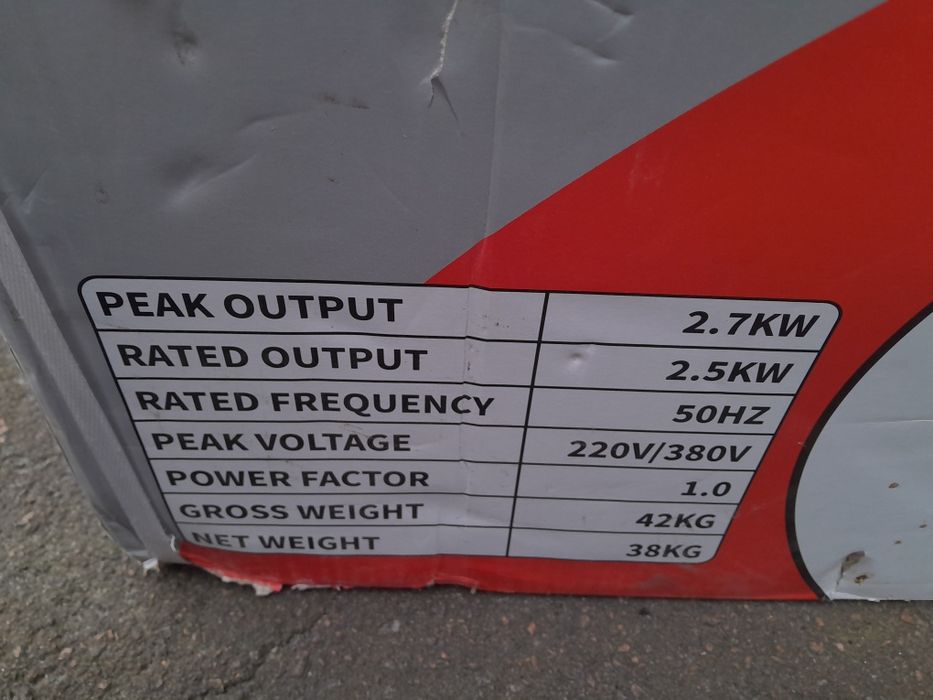 PEAK OUTPUT 2.7KW
RATED OUTPUT 2.5KW
RATED FREQUENCY 50HZ
PEAK VOLTAGE 220V/380V
POWER FACTOR 1.0
GROSS WEIGHT 42KG
NET WEIGHT 38KG